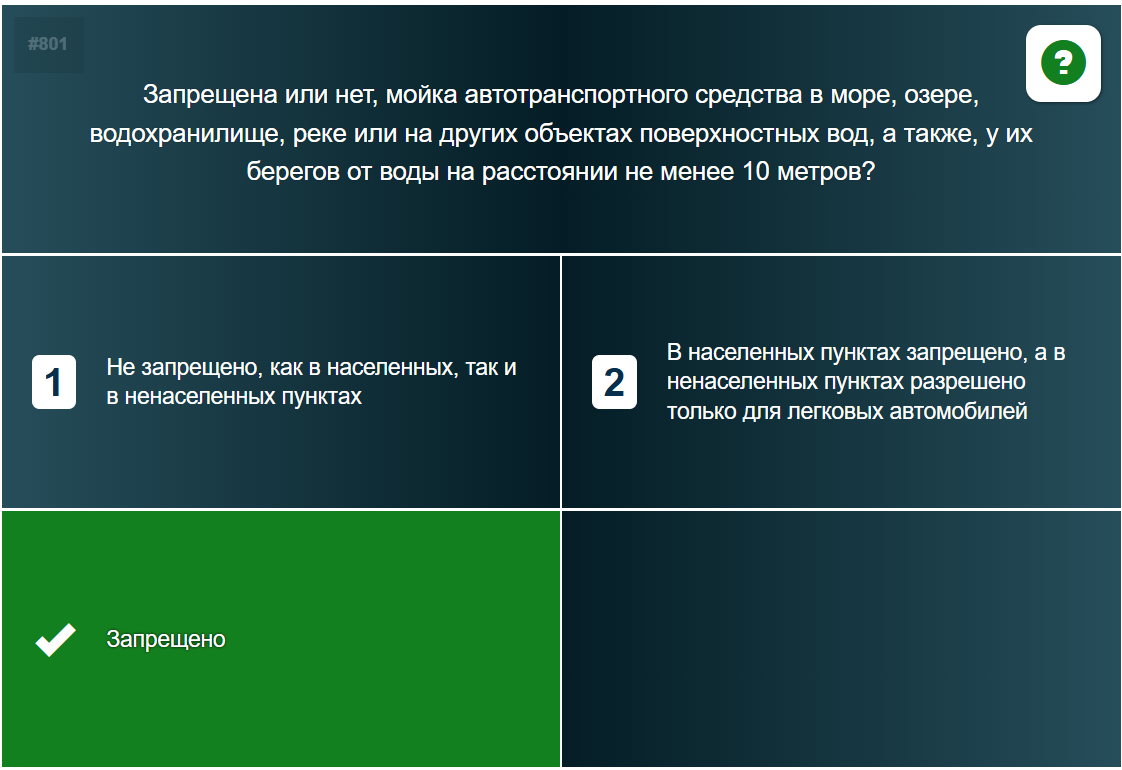 #801
?
Запрещена или нет, мойка автотранспортного средства в море, озере,
водохранилище, реке или на других объектах поверхностных вод, а также, у их
берегов от воды на расстоянии не менее 10 метров?
1
Не запрещено, как в населенных, так и
в ненаселенных пунктах
2
В населенных пунктах запрещено, а в
ненаселенных пунктах разрешено
только для легковых автомобилей
Запрещено